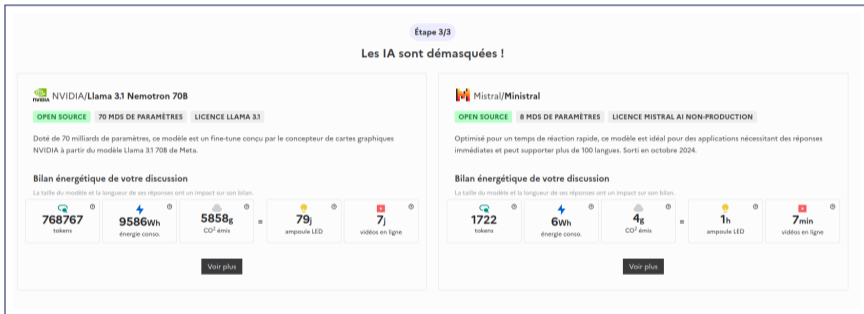 Étape 3/3
Les IA sont démasquées !
NVIDIA/Llama 3.1 Nemotron 70B
OPEN SOURCE 70 MDS DE PARAMÈTRES LICENCE LLAMA 3.1
Doté de 70 milliards de paramètres, ce modèle est un fine-tune conçu par le concepteur de cartes graphiques
NVIDIA à partir du modèle Llama 3.1 70B de Meta.
Bilan énergétique de votre discussion
La taille du modèle et la longueur de ses réponses ont un impact sur son bilan.
768767 9586Wh 5858g = 79j 7j
tokens énergie conso. CO² émis ampoule LED vidéos en ligne
Voir plus
Mistral/Ministral
OPEN SOURCE 8 MDS DE PARAMÈTRES LICENCE MISTRAL AI NON-PRODUCTION
Optimisé pour un temps de réaction rapide, ce modèle est idéal pour des applications nécessitant des réponses
immédiates et peut supporter plus de 100 langues. Sorti en octobre 2024.
Bilan énergétique de votre discussion
La taille du modèle et la longueur de ses réponses ont un impact sur son bilan.
1722 6Wh 4g = 1h 7min
tokens énergie conso. CO² émis ampoule LED vidéos en ligne
Voir plus